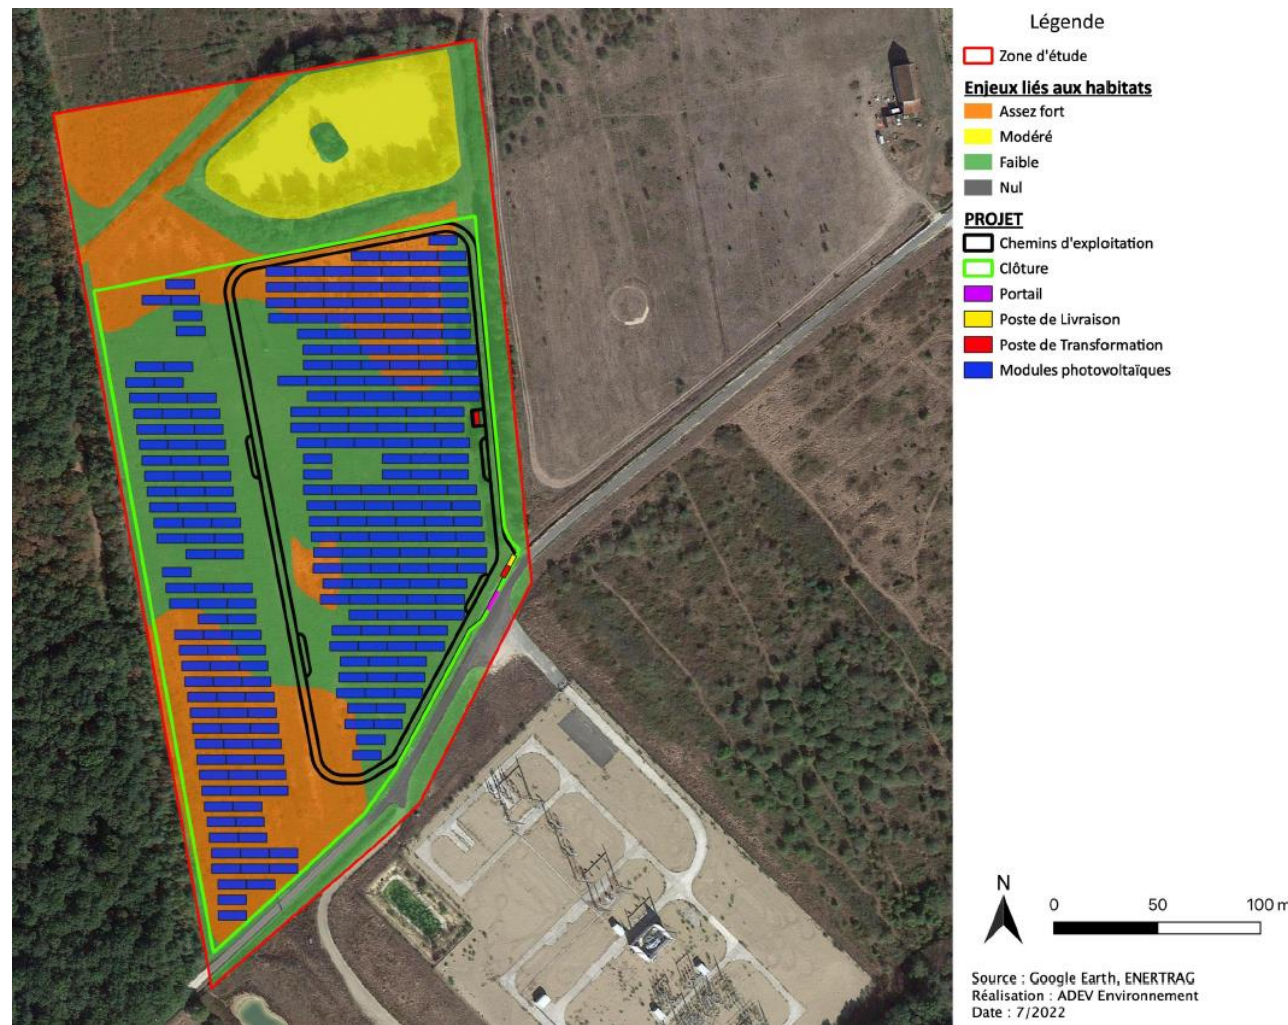 Légende
Zone d'étude
Enjeux liés aux habitats
Assez fort
Modéré
Faible
Nul
PROJET
Chemins d'exploitation
Clôture
Portail
Poste de Livraison
Poste de Transformation
Modules photovoltaïques
N
0 50 100 m
Source : Google Earth, ENERTRAG
Réalisation : ADEV Environnement
Date : 7/2022